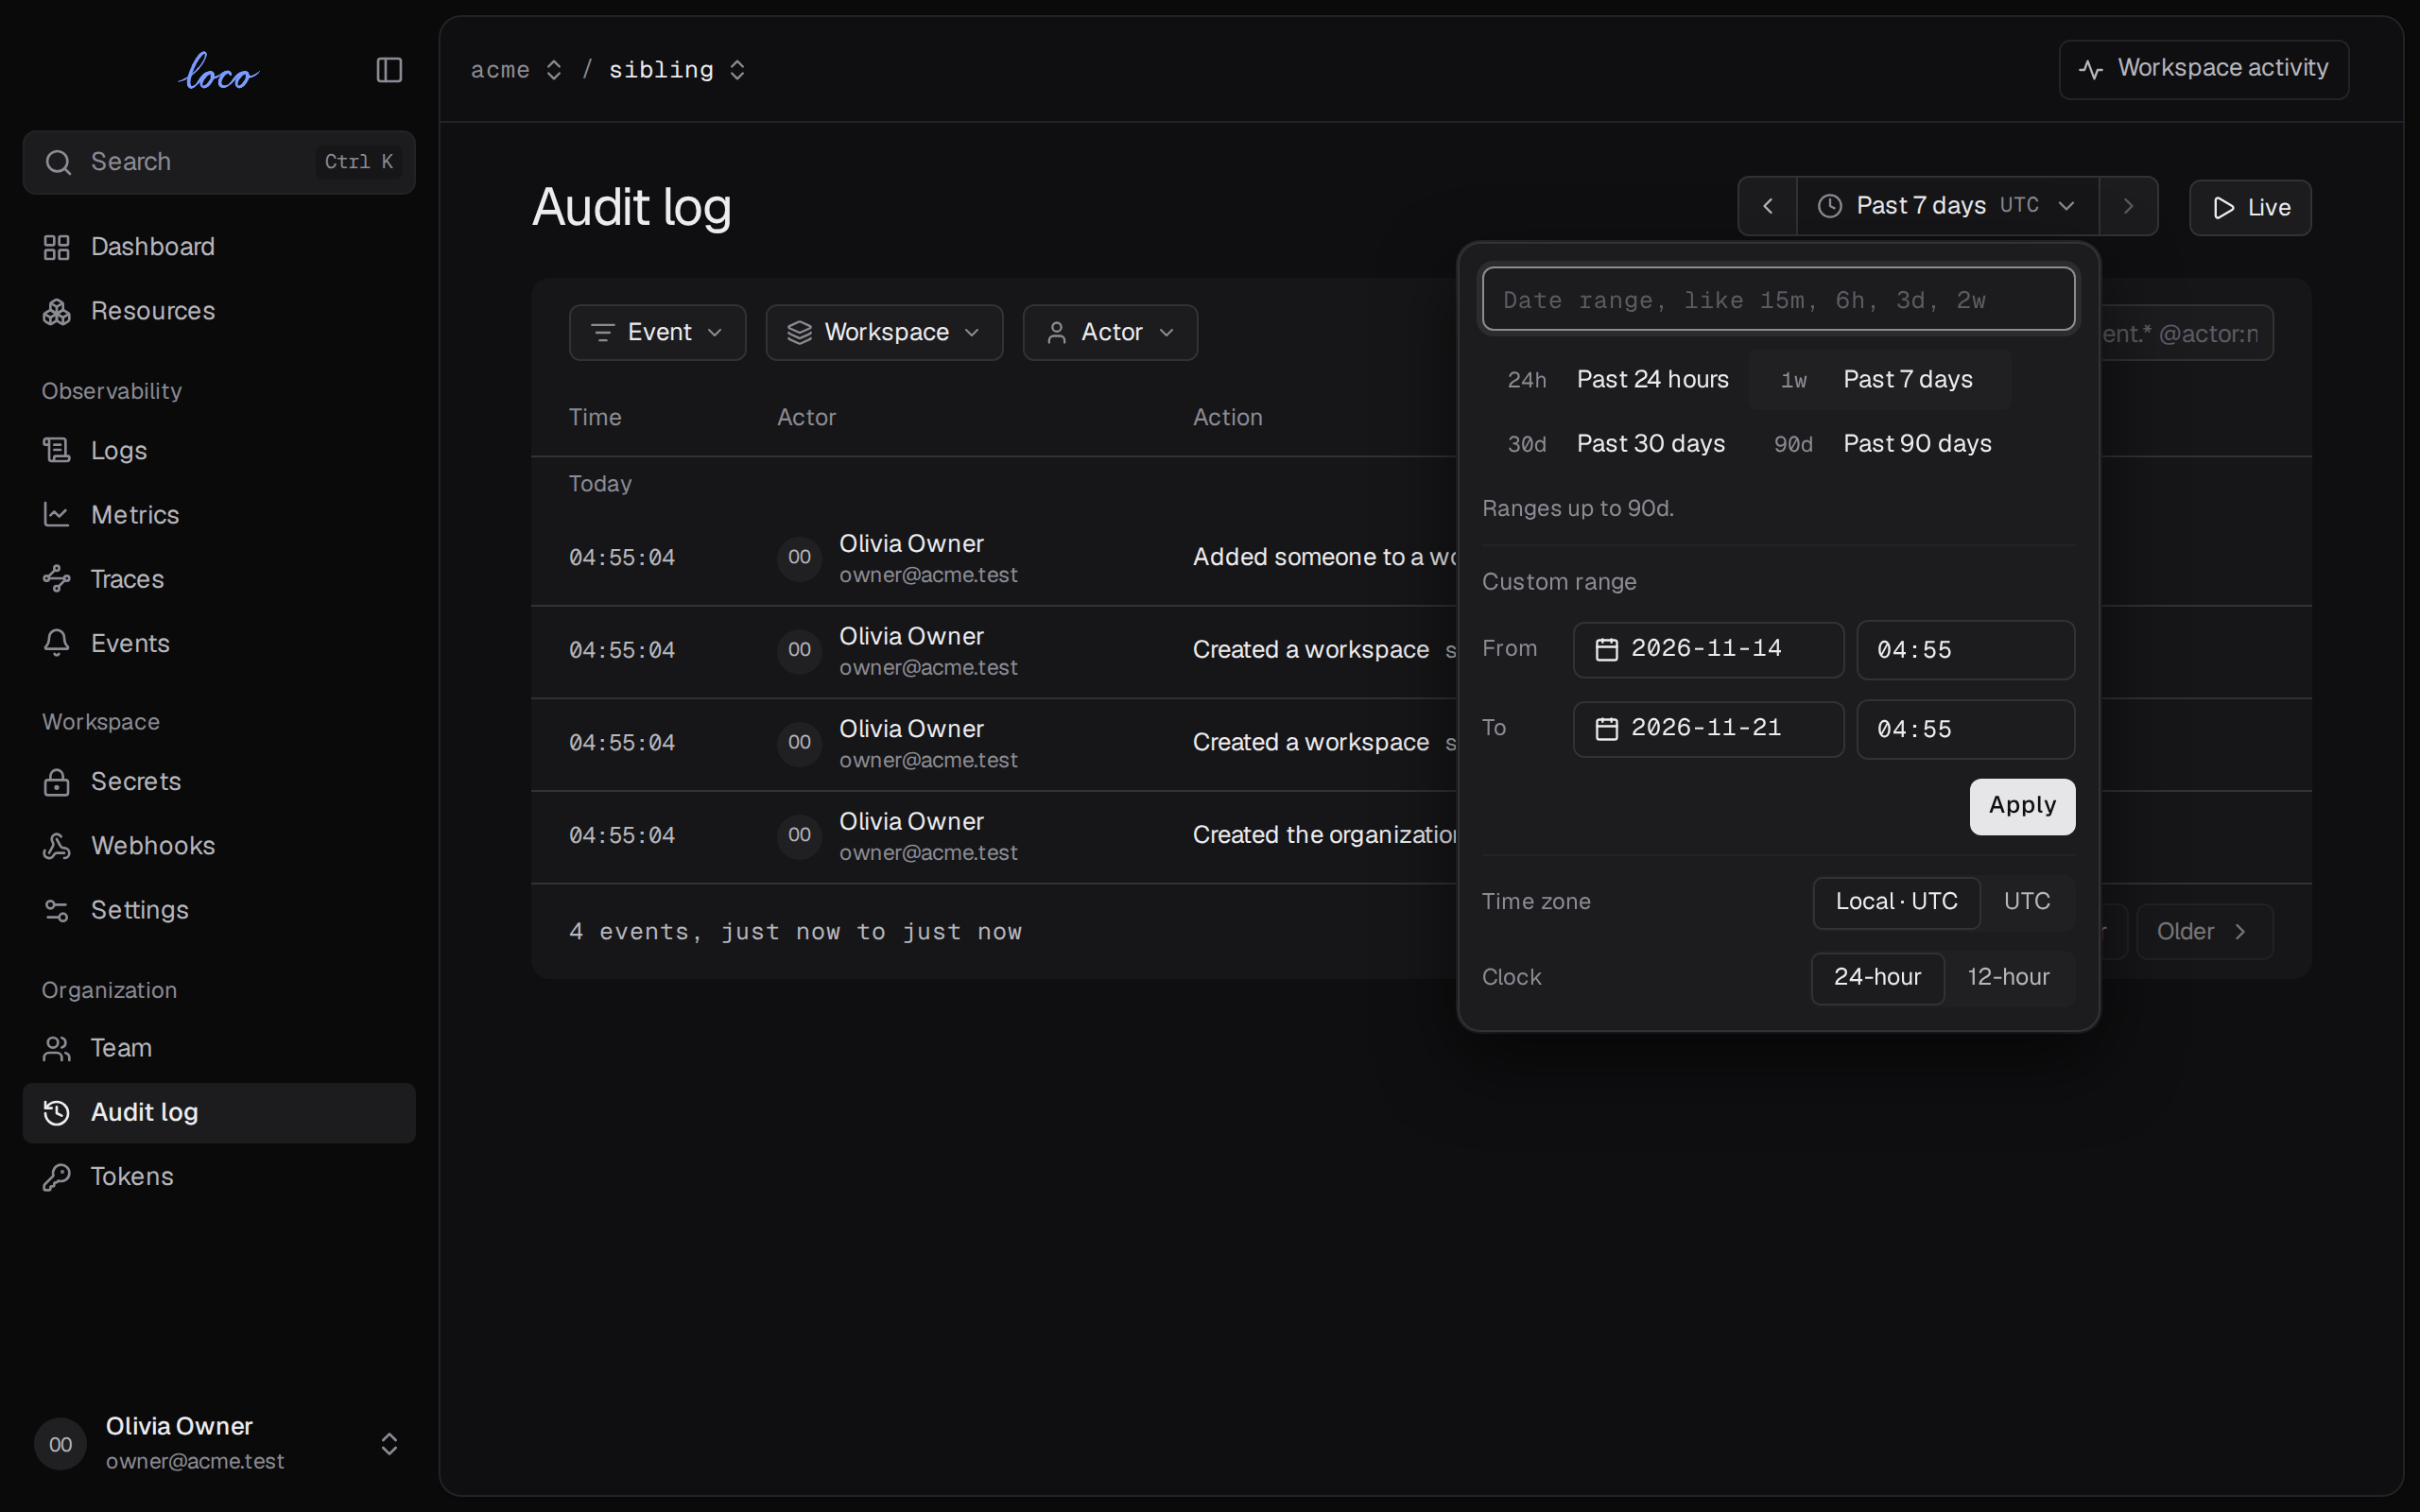 loco
Search Ctrl K
Dashboard
Resources
Observability
Logs
Metrics
Traces
Events
Workspace
Secrets
Webhooks
Settings
Organization
Team
Audit log
Tokens
Olivia Owner
OO
owner@acme.test
acme / sibling
Workspace activity
Audit log
Past 7 days UTC
Live
Event Workspace Actor
ent.* @actor:n
Time Actor Action
Today
04:55:04 OO Olivia Owner
owner@acme.test
Added someone to a wo
04:55:04 OO Olivia Owner
owner@acme.test
Created a workspace s
04:55:04 OO Olivia Owner
owner@acme.test
Created a workspace s
04:55:04 OO Olivia Owner
owner@acme.test
Created the organization
4 events, just now to just now
r Older
Date range, like 15m, 6h, 3d, 2w
24h Past 24 hours 1w Past 7 days
30d Past 30 days 90d Past 90 days
Ranges up to 90d.
Custom range
From 2026-11-14 04:55
To 2026-11-21 04:55
Apply
Time zone Local · UTC UTC
Clock 24-hour 12-hour